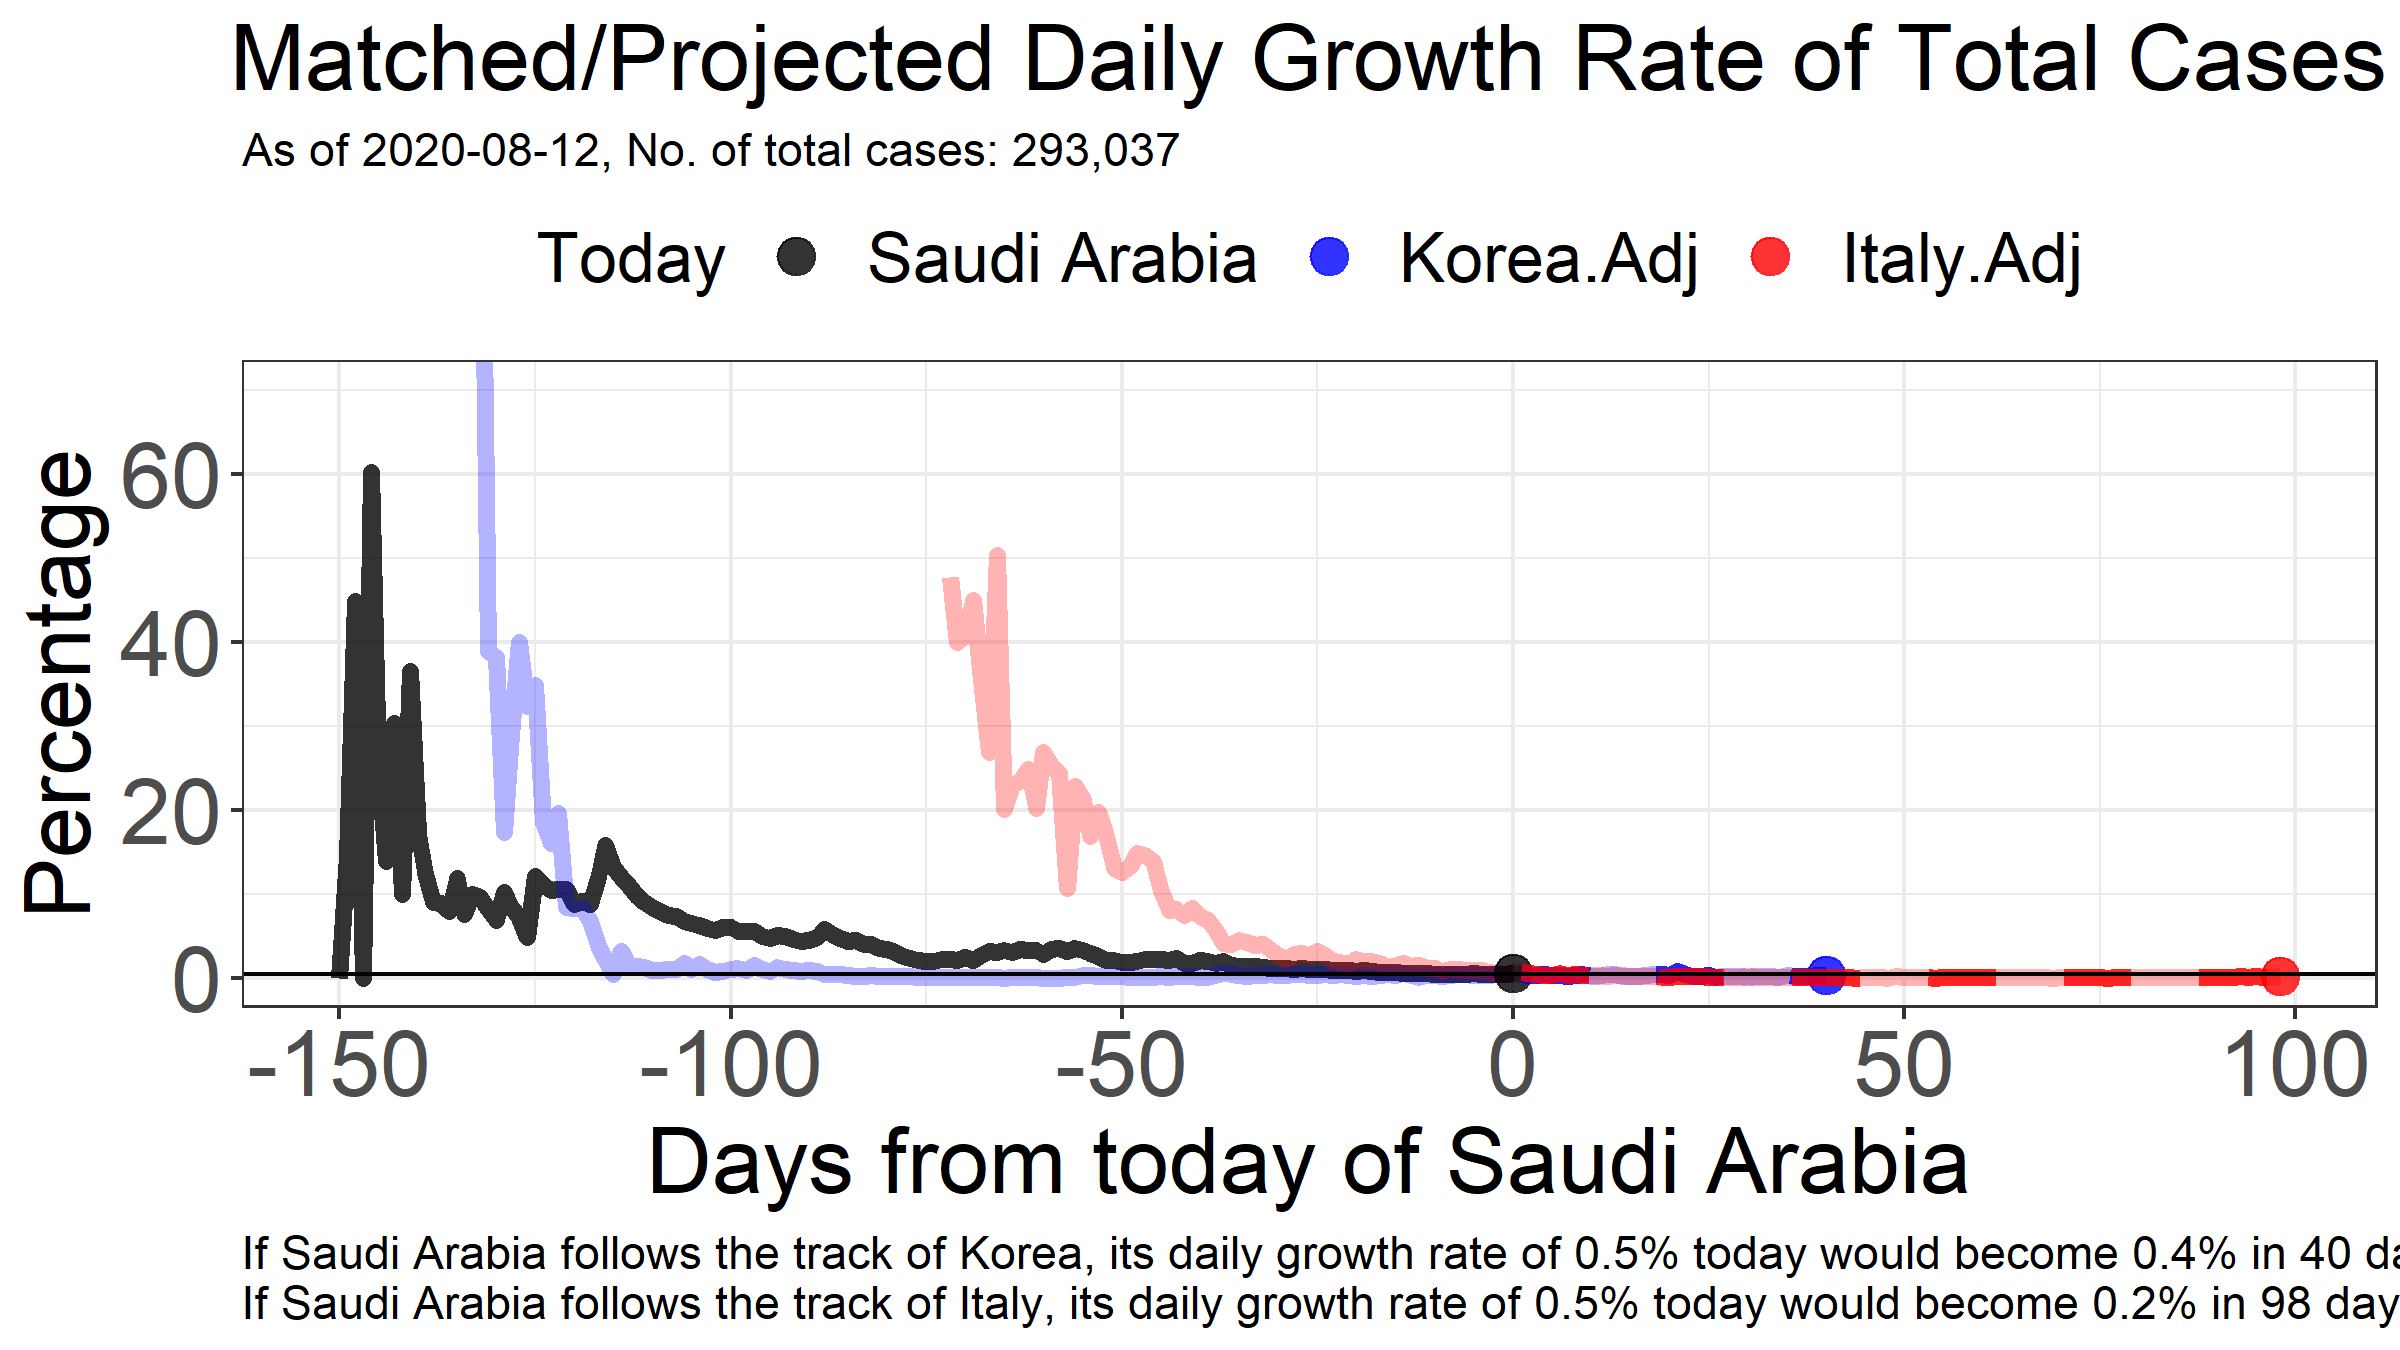 Matched/Projected Daily Growth Rate of Total Cases
As of 2020-08-12, No. of total cases: 293,037
Today Saudi Arabia Korea.Adj Italy.Adj
Percentage
60
40
20
0
-150 -100 -50 0 50 100
Days from today of Saudi Arabia
If Saudi Arabia follows the track of Korea, its daily growth rate of 0.5% today would become 0.4% in 40 da
If Saudi Arabia follows the track of Italy, its daily growth rate of 0.5% today would become 0.2% in 98 day